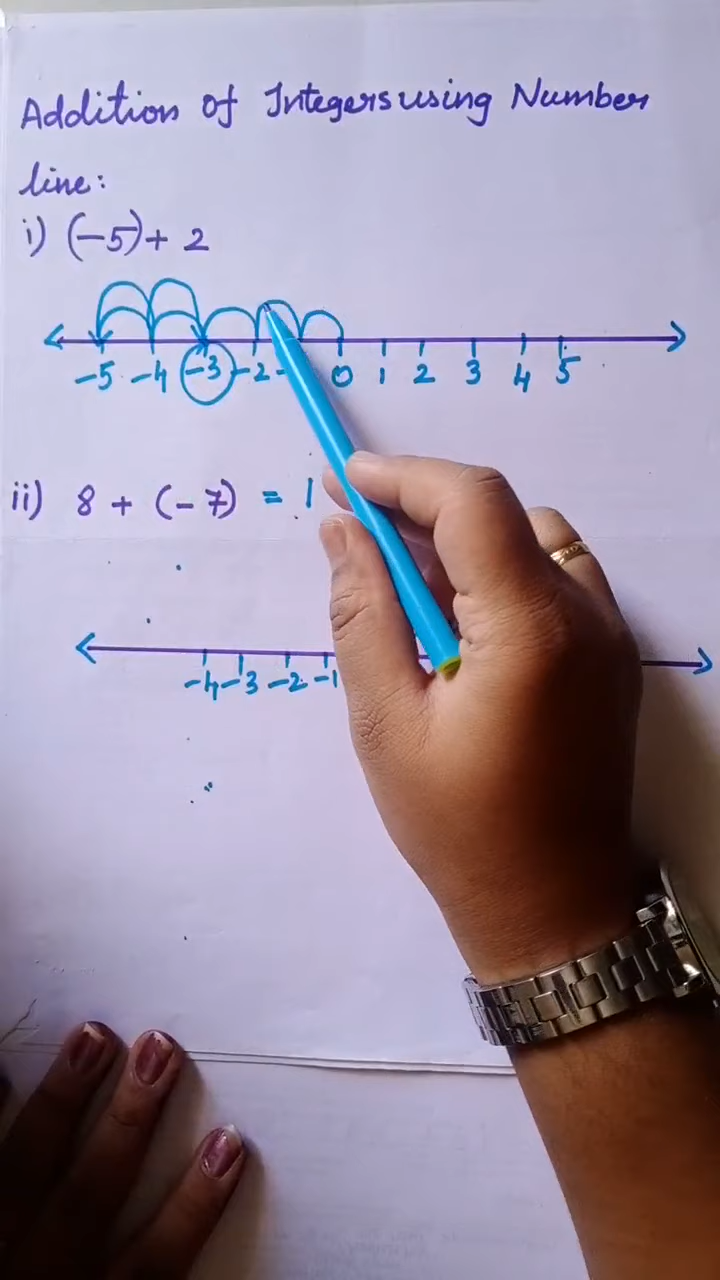 Addition Of Integers using Number
line:
i) (-5) + 2
-5 -4 -3 -2 - 0 1 2 3 4 5
ii) 8 + (-7) = 1
-4 -3 -2 -1